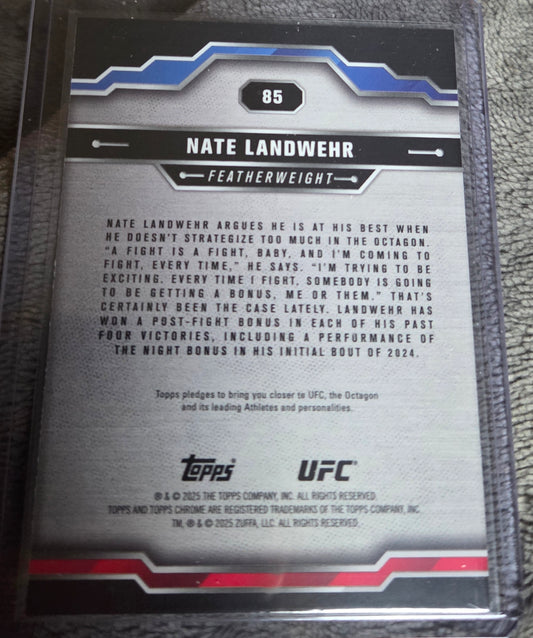 85
NATE LANDWEHR
FEATHERWEIGHT
NATE LANDWEHR ARGUES HE IS AT HIS BEST WHEN
HE DOESN'T STRATEGIZE TOO MUCH IN THE OCTAGON.
"A FIGHT IS A FIGHT, BABY, AND I'M COMING TO
FIGHT, EVERY TIME," HE SAYS. "I'M TRYING TO BE
EXCITING. EVERY TIME I FIGHT, SOMEBODY IS GOING
TO BE GETTING A BONUS, ME OR THEM." THAT'S
CERTAINLY BEEN THE CASE LATELY. LANDWEHR HAS
WON A POST-FIGHT BONUS IN EACH OF HIS PAST
FOUR VICTORIES, INCLUDING A PERFORMANCE OF
THE NIGHT BONUS IN HIS INITIAL BOUT OF 2024.
Topps pledges to bring you closer to UFC, the Octagon
and its leading Athletes and personalities.
Topps® UFC®
® & © 2025 THE TOPPS COMPANY, INC. ALL RIGHTS RESERVED.
TOPPS AND TOPPS CHROME ARE REGISTERED TRADEMARKS OF THE TOPPS COMPANY, INC.
TM, ® & © 2025 ZUFFA, LLC. ALL RIGHTS RESERVED.